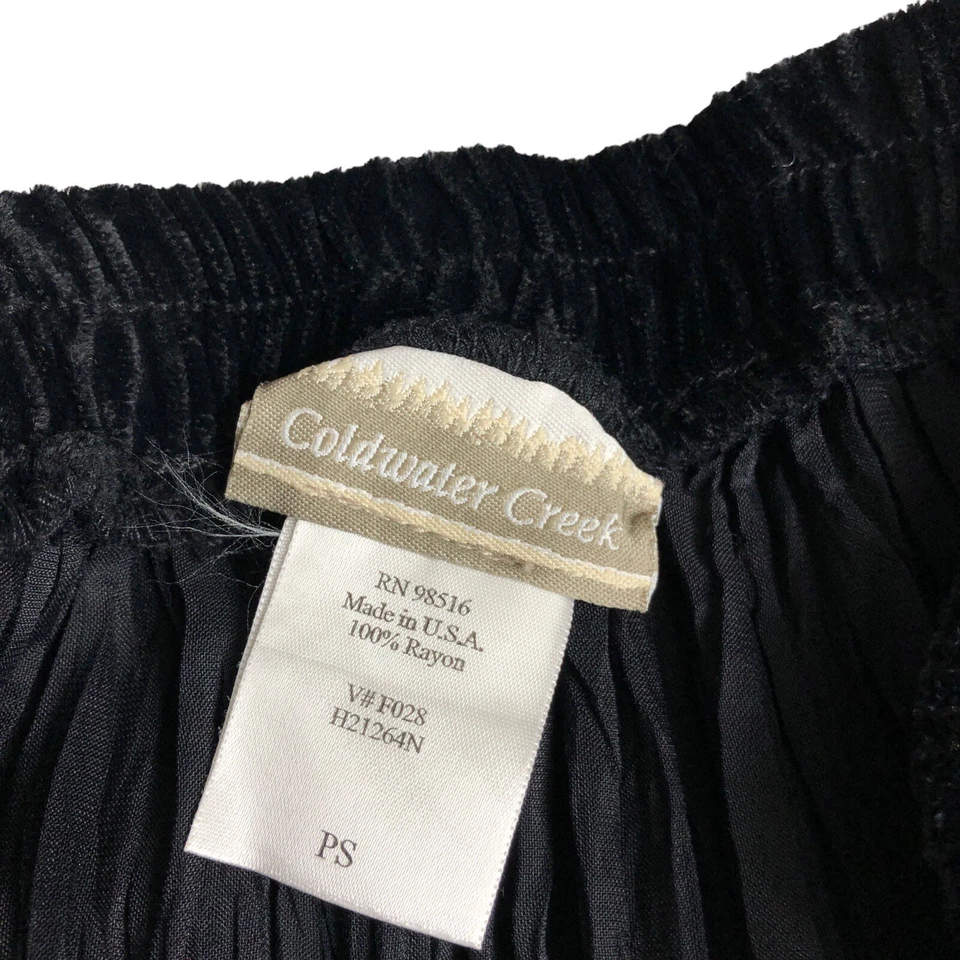 Coldwater Creek
RN 98516
Made in U.S.A.
100% Rayon
V# F028
H21264N
PS